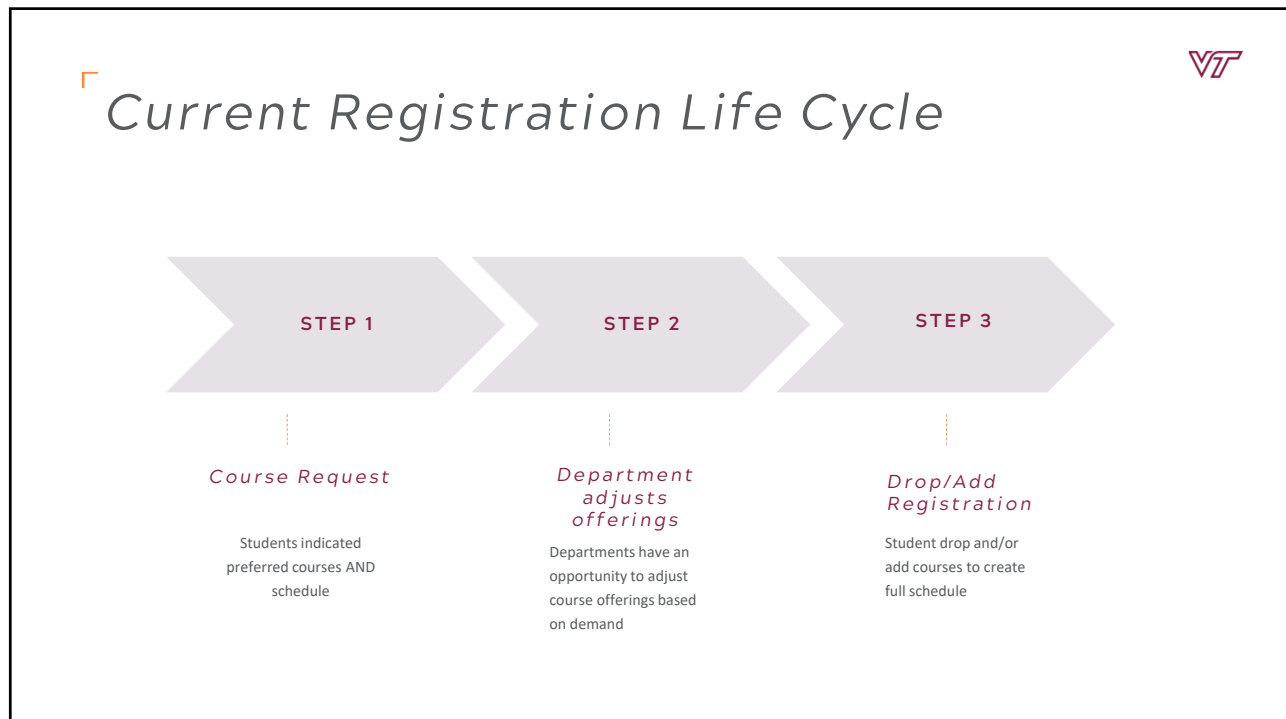 VT
Current Registration Life Cycle
STEP 1
STEP 2
STEP 3
Course Request
Students indicated
preferred courses AND
schedule
Department
adjusts
offerings
Departments have an
opportunity to adjust
course offerings based
on demand
Drop/Add
Registration
Student drop and/or
add courses to create
full schedule